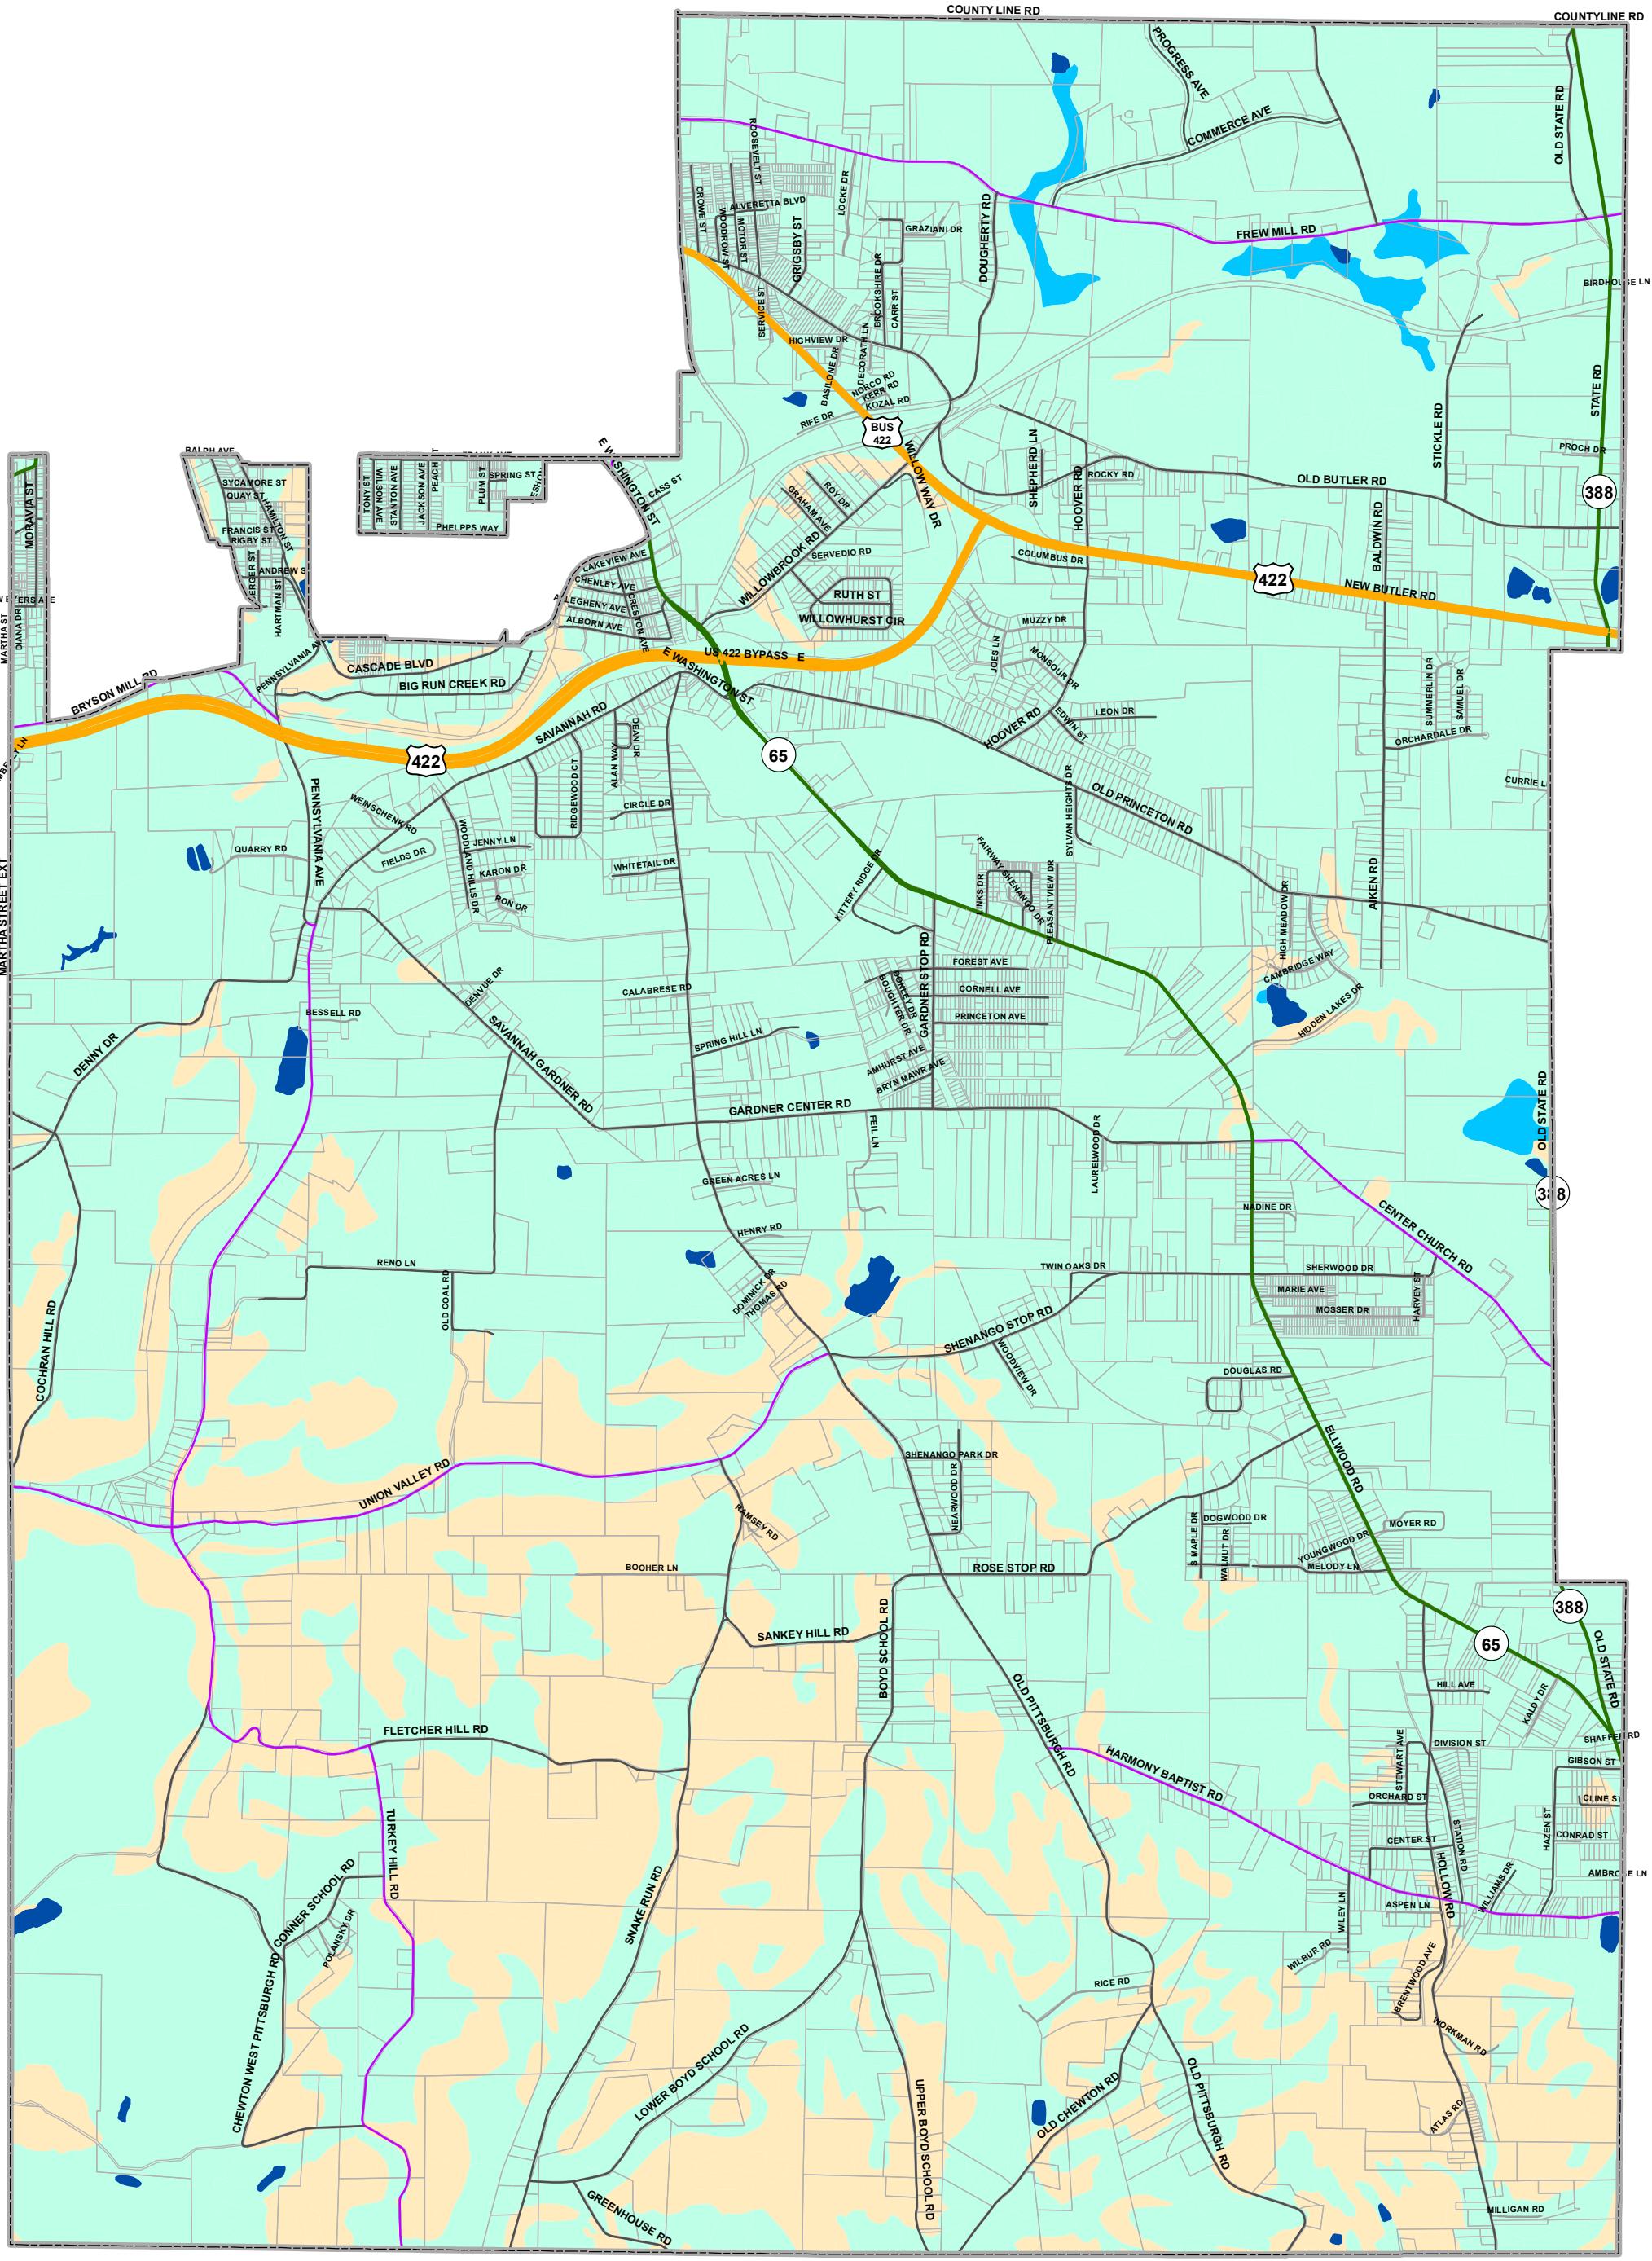 COUNTY LINE RD
COUNTYLINE RD
PROGRESS AVE
COMMERCE AVE
OLD STATE RD
ROOSEVELT ST
CROWE ST
WOODROW ST
MOTOR ST
ALVERETTA BLVD
LOCKE DR
GRIGSBY ST
GRAZIANI DR
DOUGHERTY RD
FREW MILL RD
BROOKSHIRE DR
CARR ST
SERVICE ST
BIRDHOUSE LN
HIGHVIEW DR
BASILONE DR
DECORATH LN
NORCO RD
KERR RD
KOZAL RD
RIFE DR
BUS
422
WILLOW WAY DR
STATE RD
STICKLE RD
PROCH DR
388
SHEPHERD LN
HOOVER RD
ROCKY RD
OLD BUTLER RD
BALDWIN RD
COLUMBUS DR
422
NEW BUTLER RD
MORAVIA ST
DIANA DR
MARTHA ST
RALPH AVE
SYCAMORE ST
QUAY ST
HAMILTON ST
FRANCIS ST
RIGBY ST
ANDREW S
HARTMAN ST
TONY ST
WILSON AVE
STANTON AVE
JACKSON AVE
PEACH
PLUM ST
SPRING ST
PHELPPS WAY
E WASHINGTON ST
CASS ST
GRAHAM AVE
ROY DR
WILLOWBROOK RD
SERVEDIO RD
RUTH ST
WILLOWHURST CIR
LAKEVIEW AVE
CHENLEY AVE
ALLEGHENY AVE
ALBORN AVE
CRESTON AVE
US 422 BYPASS E
E WASHINGTON ST
MUZZY DR
JOES LN
MONSOUR DR
LEON DR
EDWIN ST
HOOVER RD
SUMMERLIN DR
SAMUEL DR
ORCHARDALE DR
CURRIE L
BRYSON MILL RD
PENNSYLVANIA AV
CASCADE BLVD
BIG RUN CREEK RD
422
SAVANNAH RD
DEAN DR
ALAN WAY
RIDGEWOOD CT
CIRCLE DR
65
OLD PRINCETON RD
SYLVAN HEIGHTS DR
PENNSYLVANIA AVE
WEINSCHENK RD
FIELDS DR
QUARRY RD
WOODLAND HILLS DR
JENNY LN
KARON DR
RON DR
WHITETAIL DR
KITTERY RIDGE DR
FAIRWAY
SHENANGO DR
LINKS DR
PLEASANTVIEW DR
AIKEN RD
HIGH MEADOW DR
CAMBRIDGE WAY
HIDDEN LAKES DR
MARTHA STREET EXT
DENNY DR
BESSELL RD
DENVUE DR
SAVANNAH GARDNER RD
CALABRESE RD
SPRING HILL LN
GARDNER STOP RD
FOREST AVE
CORNELL AVE
PRINCETON AVE
DONLEY DR
BOUGHTER DR
AMHURST AVE
BRYN MAWR AVE
GARDNER CENTER RD
FEIL LN
LAURELWOOD DR
OLD STATE RD
388
GREEN ACRES LN
HENRY RD
NADINE DR
CENTER CHURCH RD
RENO LN
OLD COAL RD
DOMINICK DR
THOMAS RD
TWIN OAKS DR
SHERWOOD DR
MARIE AVE
MOSSER DR
HARVEY ST
COCHRAN HILL RD
SHENANGO STOP RD
WOODVIEW DR
DOUGLAS RD
ELLWOOD RD
UNION VALLEY RD
SHENANGO PARK DR
NEARWOOD DR
RAMSEY RD
DOGWOOD DR
S MAPLE DR
WALNUT DR
YOUNGWOOD DR
MOYER RD
MELODY LN
BOOHER LN
ROSE STOP RD
SANKEY HILL RD
BOYD SCHOOL RD
OLD PITTSBURGH RD
388
65
OLD STATE RD
HILL AVE
KALDY DR
SHAFFER RD
GIBSON ST
DIVISION ST
STEWART AVE
FLETCHER HILL RD
HARMONY BAPTIST RD
ORCHARD ST
CLINE ST
HAZEN ST
CONRAD ST
STATION RD
CENTER ST
HOLLOW RD
WILLIAMS DR
AMBROSE LN
TURKEY HILL RD
CONNER SCHOOL RD
POLANSKY DR
SNAKE RUN RD
ASPEN LN
WILEY LN
WILBUR RD
BRENTWOOD AVE
RICE RD
WORKMAN RD
CHEWTON WEST PITTSBURGH RD
LOWER BOYD SCHOOL RD
UPPER BOYD SCHOOL RD
OLD CHEWTON RD
OLD PITTSBURGH RD
ATLAS RD
GREENHOUSE RD
MILLIGAN RD